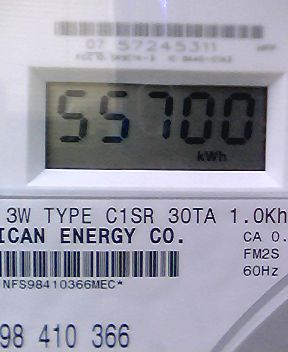 07 57245311
55700
kWh
3W TYPE C1SR 30TA 1.0Kh
ICAN ENERGY CO.
CA 0.
FM2S
60Hz
NFS98410366MEC*
98 410 366